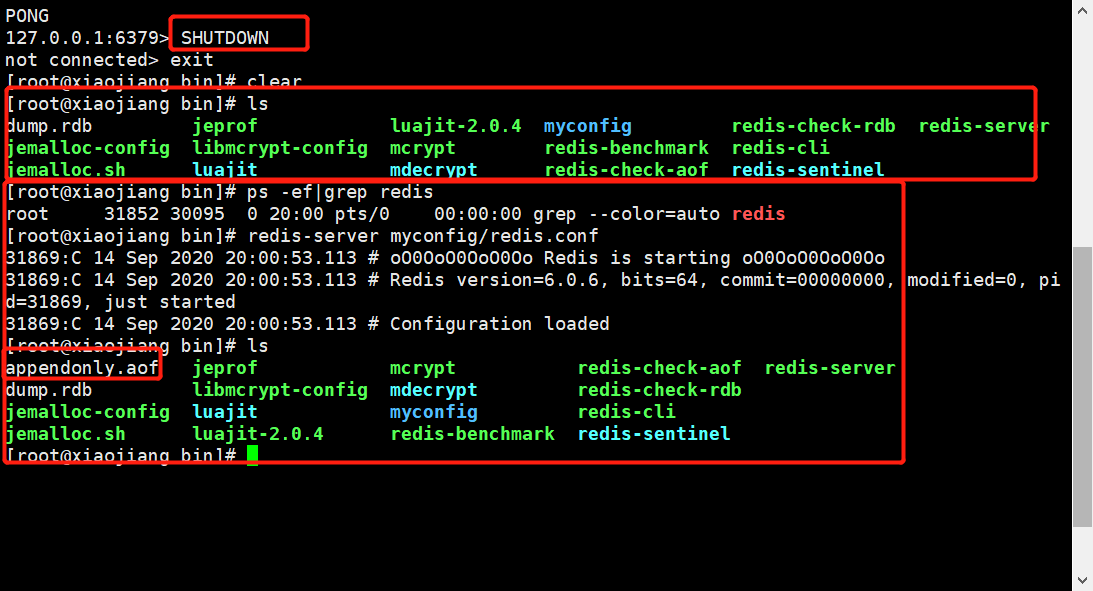 PONG
127.0.0.1:6379> SHUTDOWN
not connected> exit
[root@xiaojiang bin]# clear
[root@xiaojiang bin]# ls
dump.rdb jeprof luajit-2.0.4 myconfig redis-check-rdb redis-server
jemalloc-config libmcrypt-config mcrypt redis-benchmark redis-cli
jemalloc.sh luajit mdecrypt redis-check-aof redis-sentinel
[root@xiaojiang bin]# ps -ef|grep redis
root 31852 30095 0 20:00 pts/0 00:00:00 grep --color=auto redis
[root@xiaojiang bin]# redis-server myconfig/redis.conf
31869:C 14 Sep 2020 20:00:53.113 # oO0OoO0OoO0Oo Redis is starting oO0OoO0OoO0Oo
31869:C 14 Sep 2020 20:00:53.113 # Redis version=6.0.6, bits=64, commit=00000000, modified=0, pi
d=31869, just started
31869:C 14 Sep 2020 20:00:53.113 # Configuration loaded
[root@xiaojiang bin]# ls
appendonly.aof jeprof mcrypt redis-check-aof redis-server
dump.rdb libmcrypt-config mdecrypt redis-check-rdb
jemalloc-config luajit myconfig redis-cli
jemalloc.sh luajit-2.0.4 redis-benchmark redis-sentinel
[root@xiaojiang bin]#